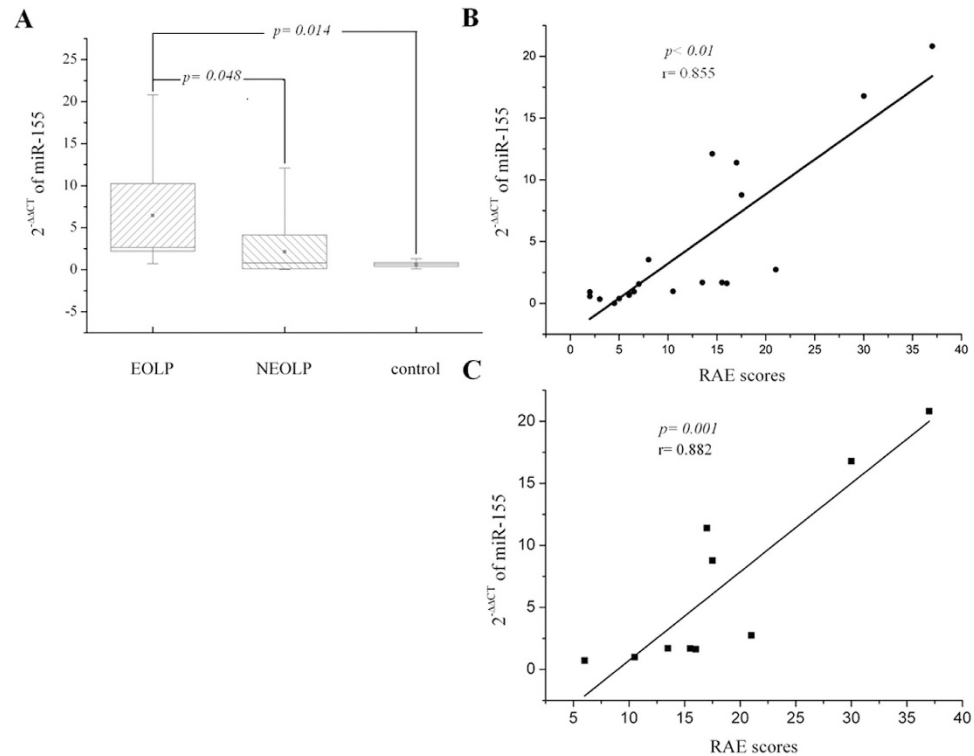 A
p= 0.014
p= 0.048
25
20
15
10
5
0
-5
2^-ΔΔCT of miR-155
EOLP NEOLP control
B
p< 0.01
r= 0.855
20
15
10
5
0
2^-ΔΔCT of miR-155
0 5 10 15 20 25 30 35 40
RAE scores
C
p= 0.001
r= 0.882
20
15
10
5
0
2^-ΔΔCT of miR-155
5 10 15 20 25 30 35 40
RAE scores